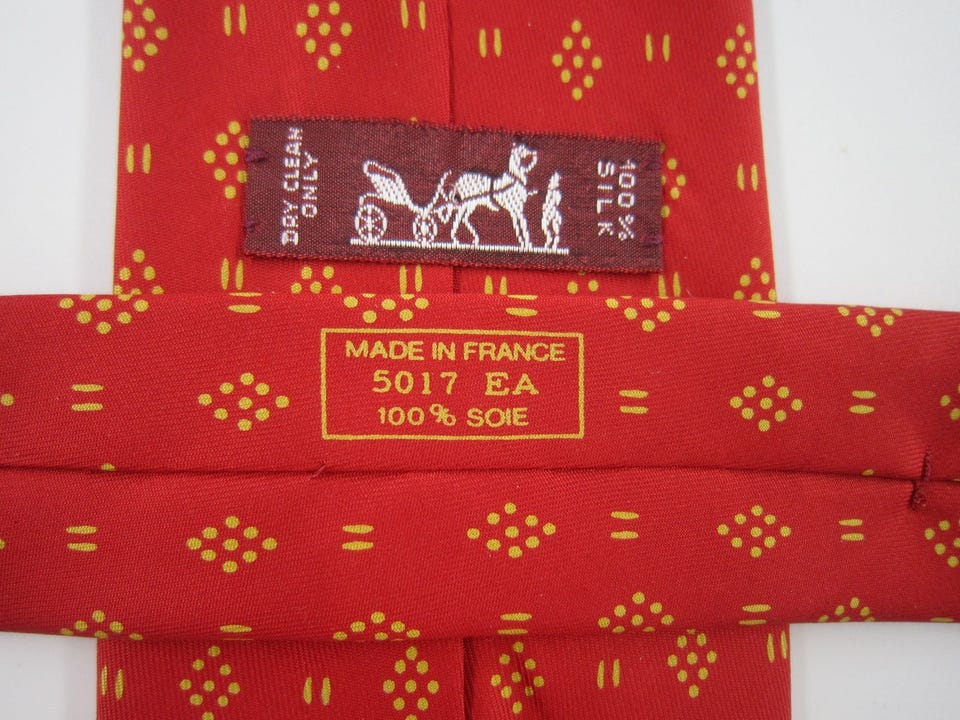 DRY CLEAN
ONLY
100%
SILK
MADE IN FRANCE
5017 EA
100% SOIE